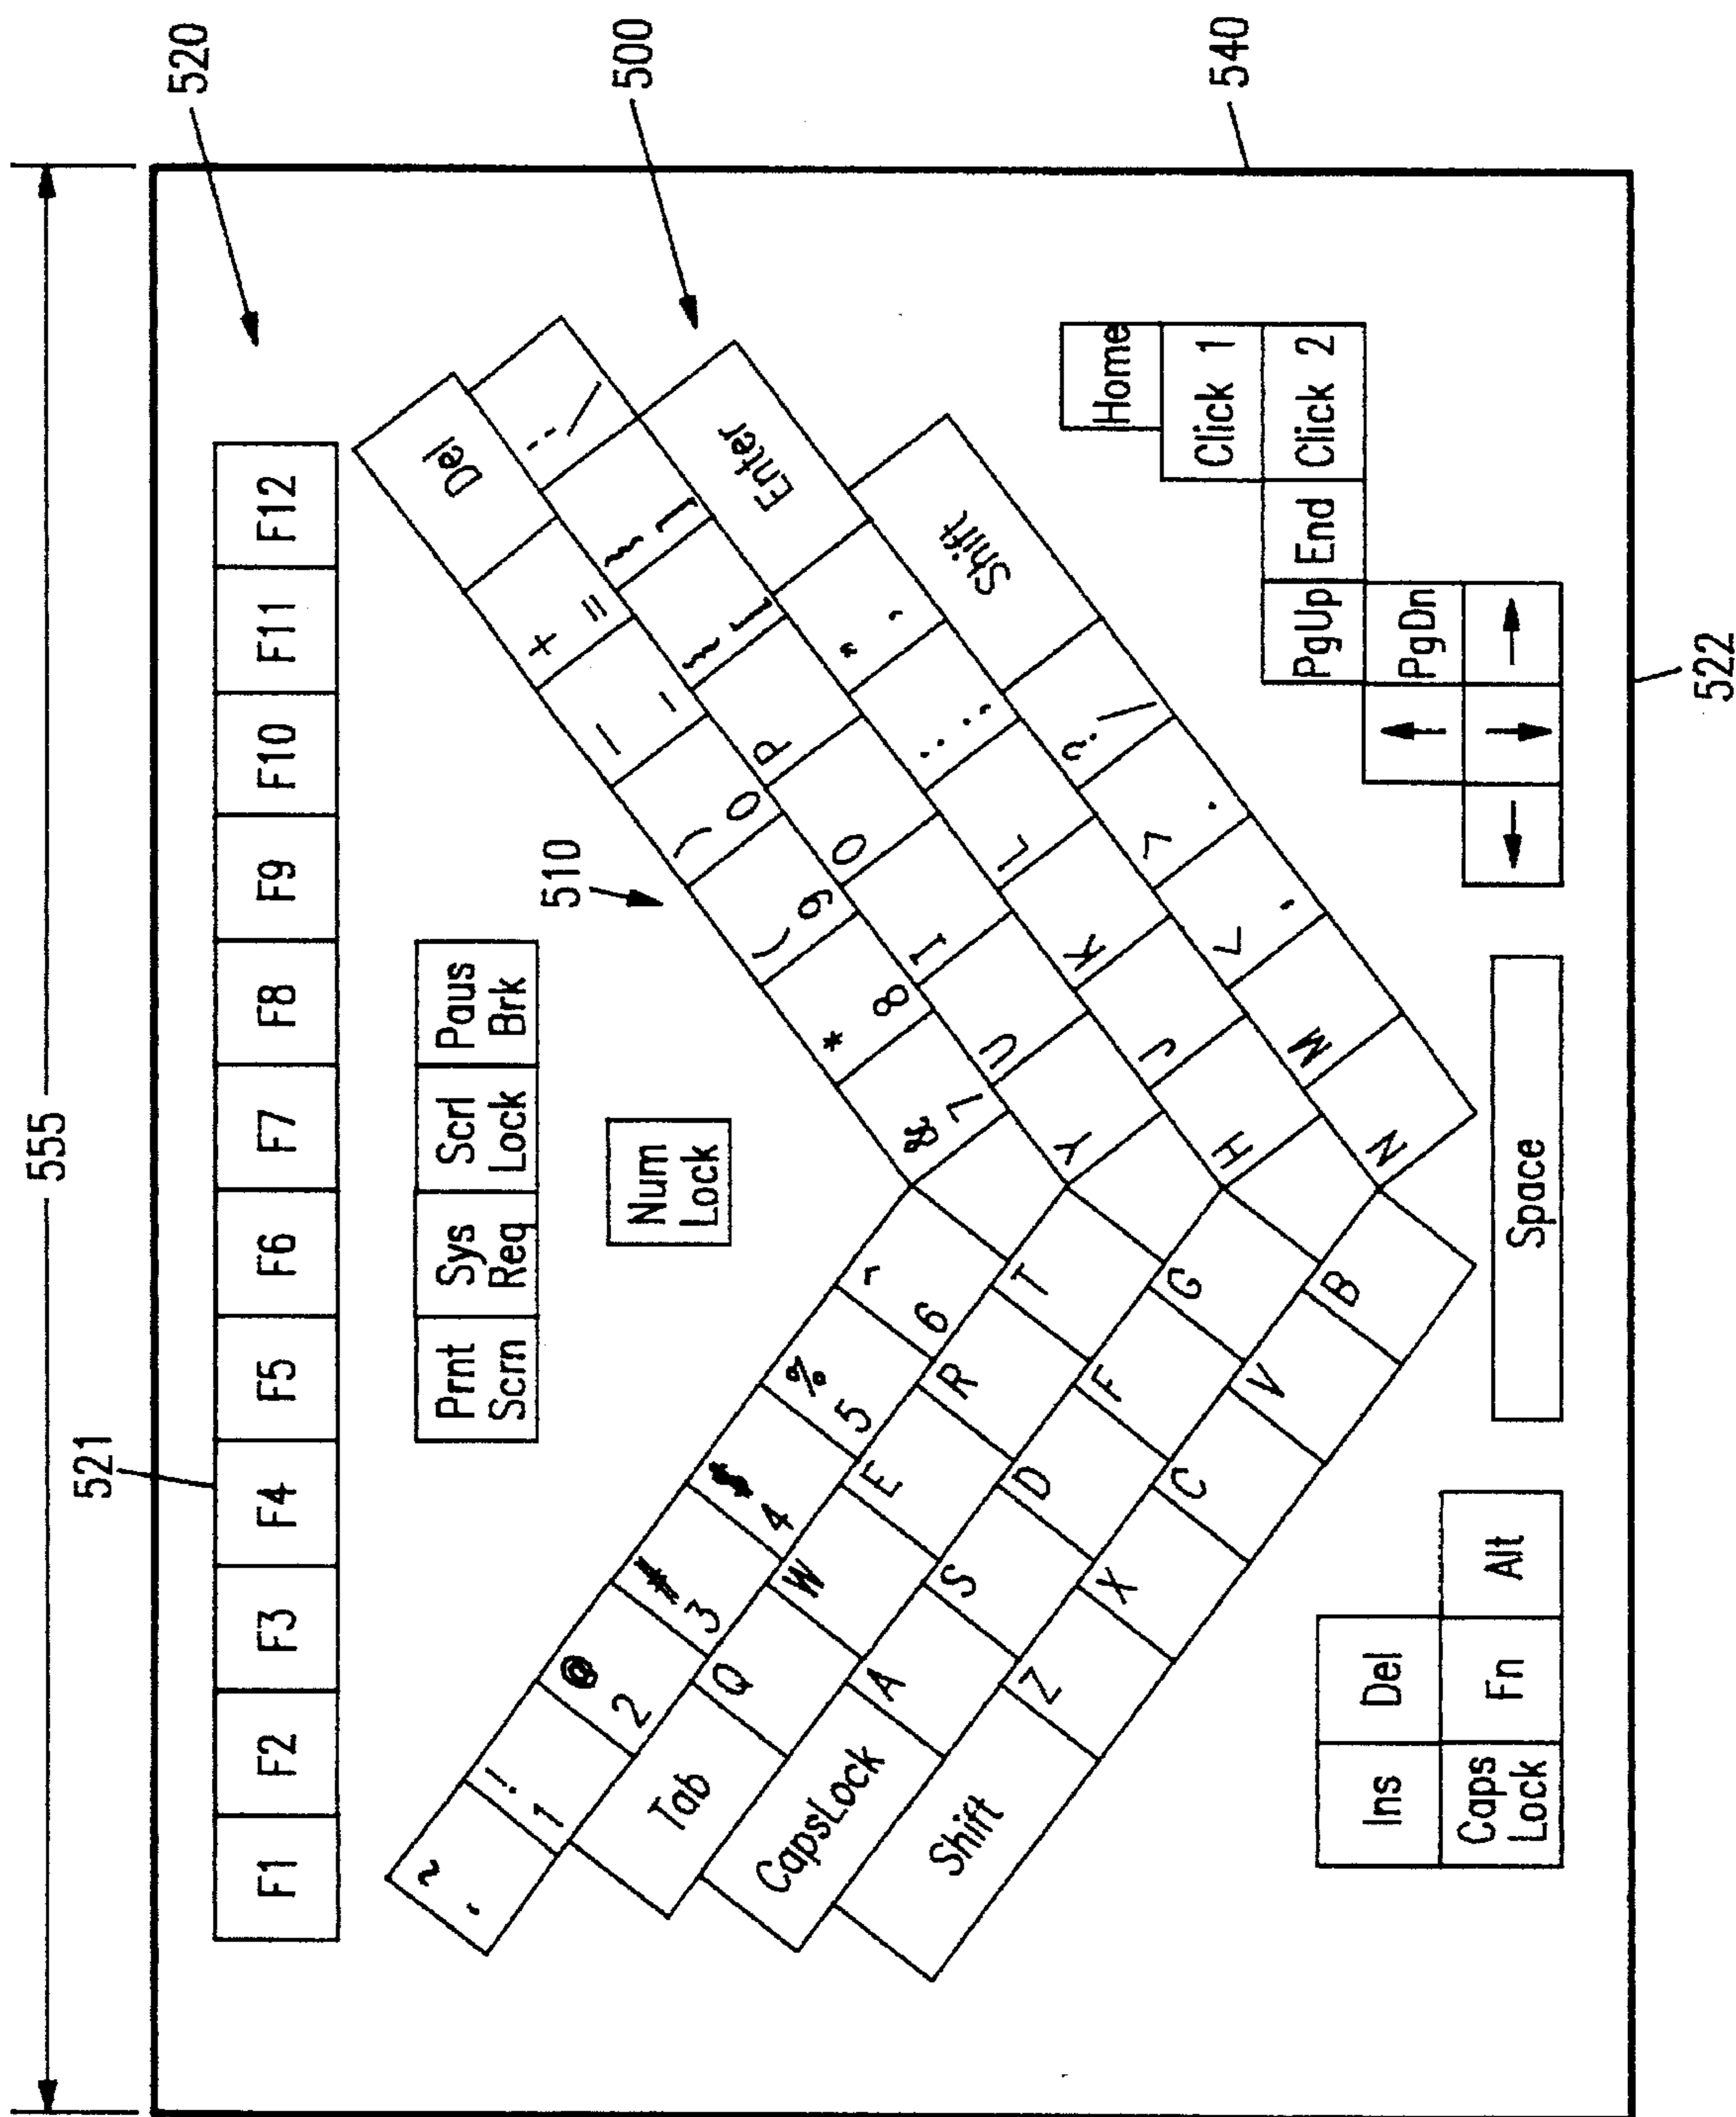 555
520
521
F1 F2 F3 F4 F5 F6 F7 F8 F9 F10 F11 F12
Prnt Scrn
Sys Req
Scrl Lock
Paus Brk
500
510
Num Lock
~ ! @ # $ % ^ & * ( ) _ + Del
1 2 3 4 5 6 7 8 9 0 - =
Tab Q W E R T Y U I O P
CapsLock A S D F G H J K L : ; " ' Enter
Shift Z X C V B N M < , > . ? / Shift
540
Home
Click 1
Ins Del
End Click 2
PgUp
↑ PgDn
Caps Lock
Fn Alt
Space
← ↓ →
522